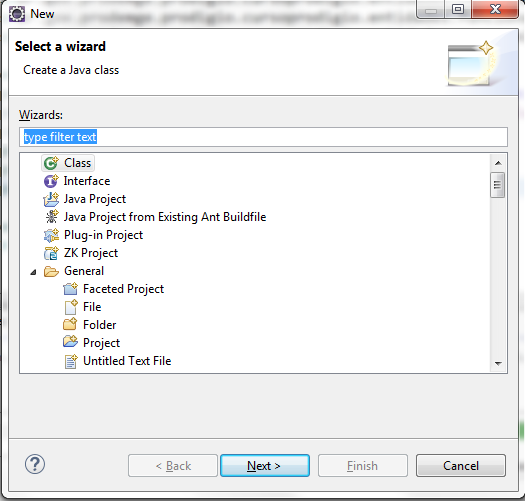 New
Select a wizard
Create a Java class
Wizards:
type filter text
Class
Interface
Java Project
Java Project from Existing Ant Buildfile
Plug-in Project
ZK Project
General
Faceted Project
File
Folder
Project
Untitled Text File
? < Back Next > Finish Cancel